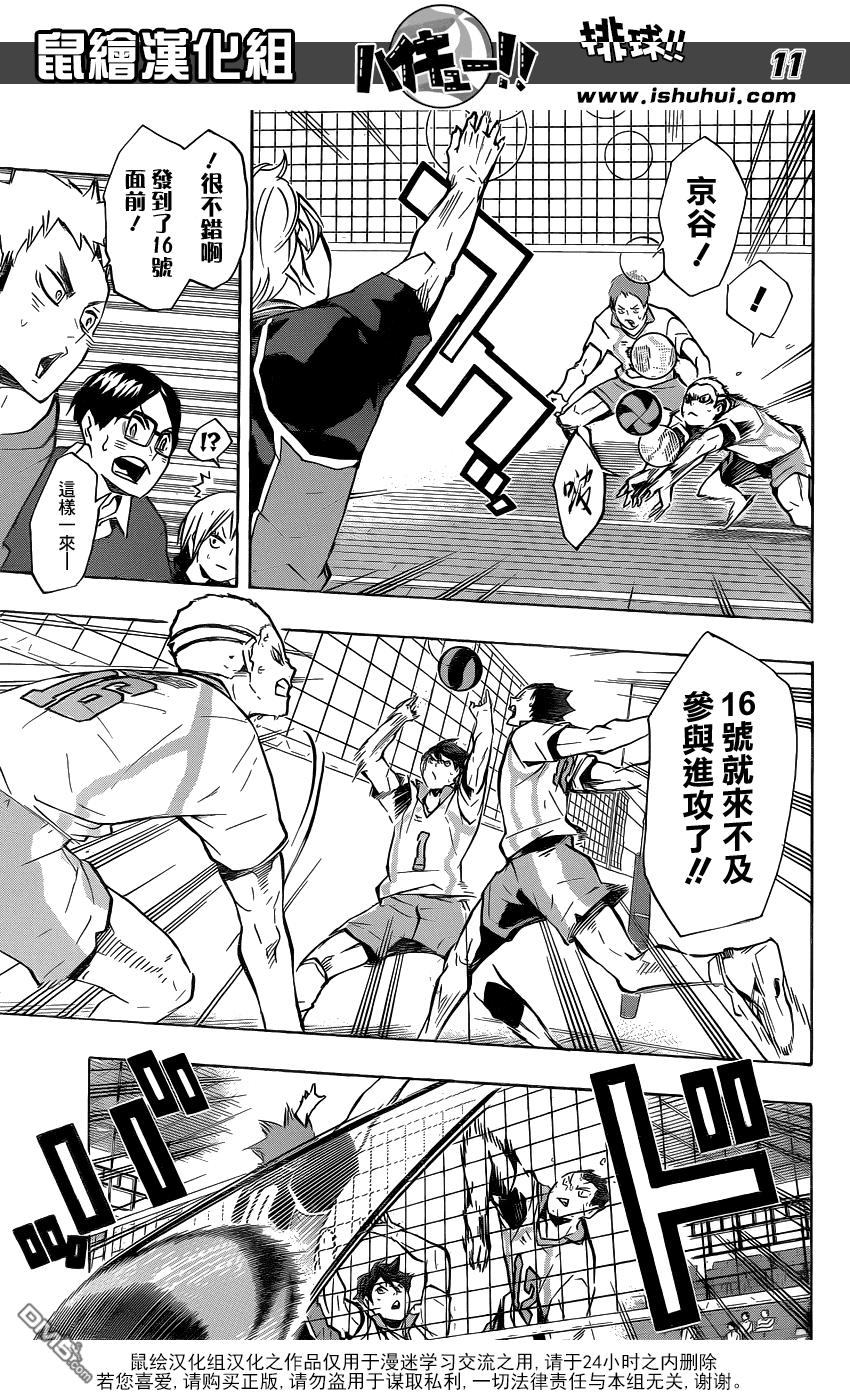 鼠繪漢化組
ハイキュー!!
排球!!
11
www.ishuhui.com
京谷！
！
很不錯啊！
發到了16號
面前！
!?
這樣一來—
16號就來不及
參與進攻了!!
16
1
ド
DMB.COM
鼠绘汉化组汉化之作品仅用于漫迷学习交流之用, 请于24小时之内删除
若您喜爱, 请购买正版, 请勿盗用于谋取私利, 一切法律责任与本组无关, 谢谢。